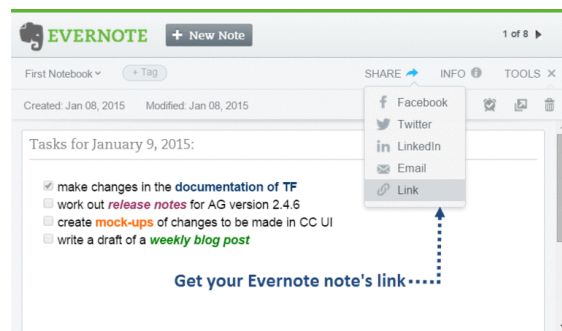 EVERNOTE + New Note 1 of 8
First Notebook + Tag SHARE INFO TOOLS
Created: Jan 08, 2015 Modified: Jan 08, 2015
Facebook
Twitter
LinkedIn
Email
Link
Tasks for January 9, 2015:
make changes in the documentation of TF
work out release notes for AG version 2.4.6
create mock-ups of changes to be made in CC UI
write a draft of a weekly blog post
Get your Evernote note's link